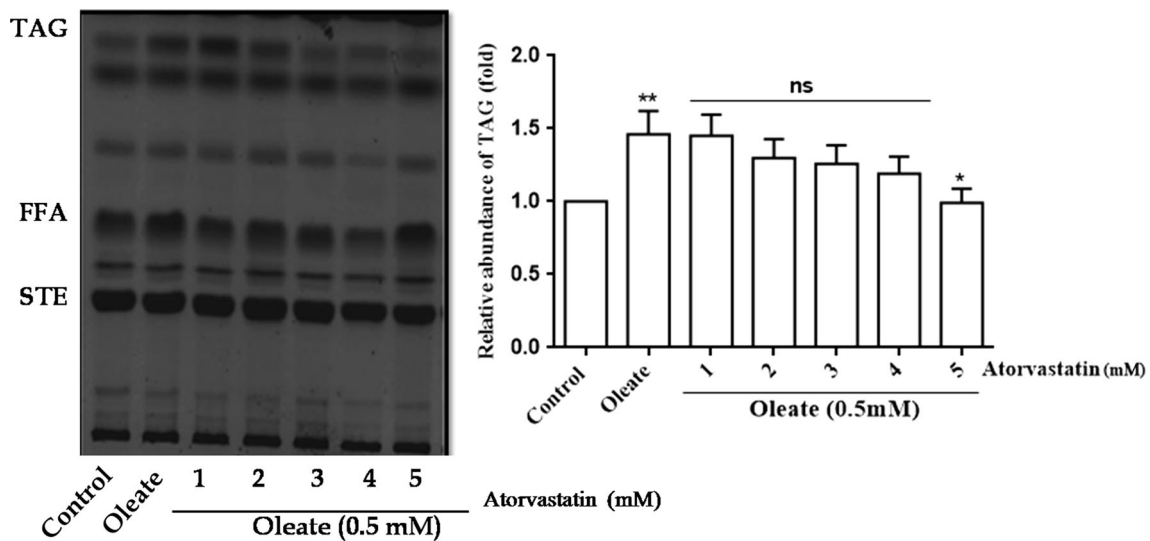 TAG
FFA
STE
Control
Oleate
1 2 3 4 5
Atorvastatin (mM)
Oleate (0.5 mM)
Relative abundance of TAG (fold)
2.0
1.5
1.0
0.5
0.0
**
ns
*
Control
Oleate
1 2 3 4 5
Atorvastatin (mM)
Oleate (0.5mM)